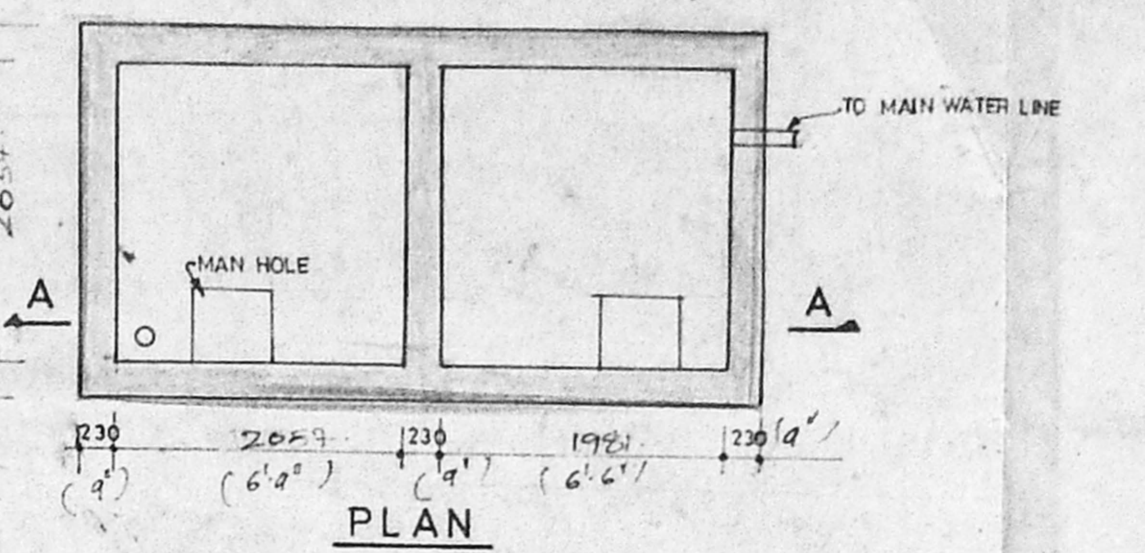 TO MAIN WATER LINE
MAN HOLE
A
A
230 2057 230 1981 230 (9")
(9") (6'.9") (9") (6'.6")
PLAN